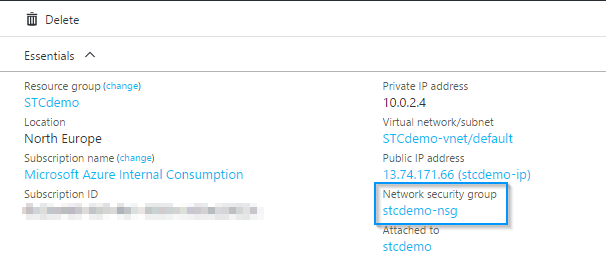 Delete
Essentials
Resource group (change)
STCdemo
Location
North Europe
Subscription name (change)
Microsoft Azure Internal Consumption
Subscription ID
Private IP address
10.0.2.4
Virtual network/subnet
STCdemo-vnet/default
Public IP address
13.74.171.66 (stcdemo-ip)
Network security group
stcdemo-nsg
Attached to
stcdemo